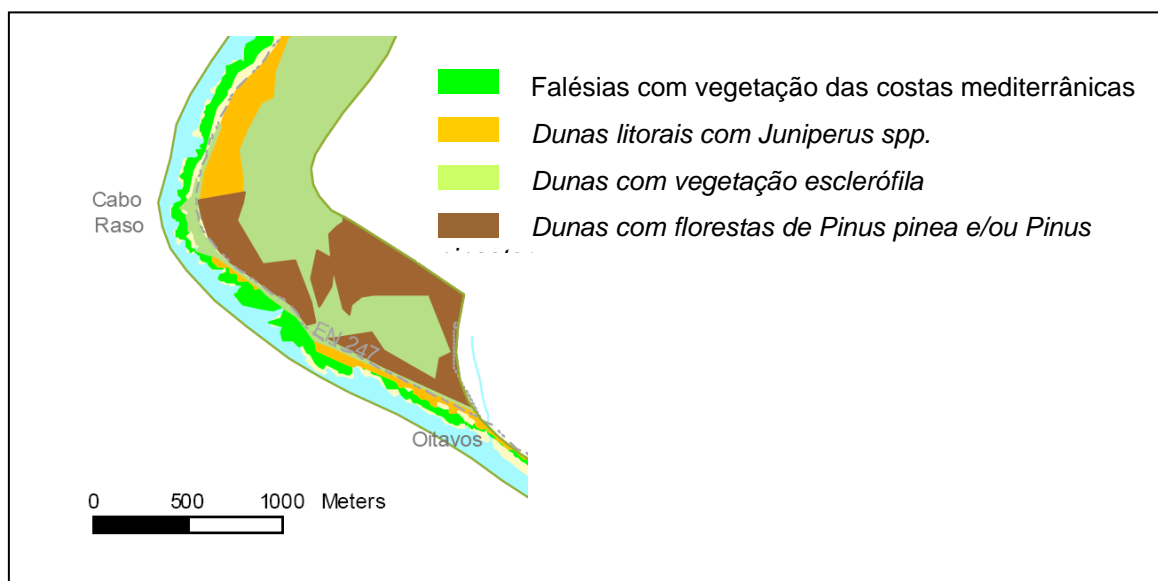 Falésias com vegetação das costas mediterrânicas
Dunas litorais com Juniperus spp.
Dunas com vegetação esclerófila
Dunas com florestas de Pinus pinea e/ou Pinus
Cabo
Raso
EN 247
Oitavos
0 500 1000 Meters